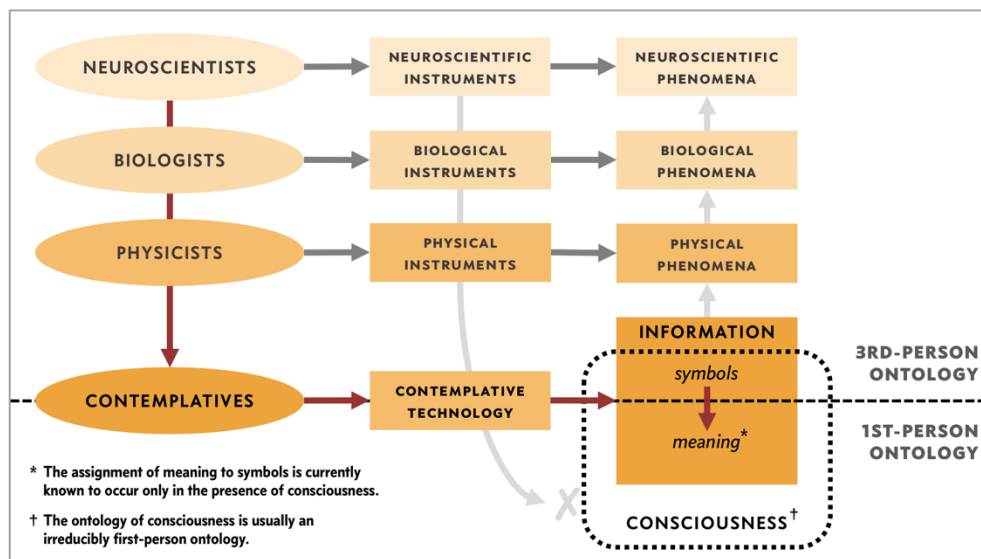 NEUROSCIENTISTS
NEUROSCIENTIFIC
INSTRUMENTS
NEUROSCIENTIFIC
PHENOMENA
BIOLOGISTS
BIOLOGICAL
INSTRUMENTS
BIOLOGICAL
PHENOMENA
PHYSICISTS
PHYSICAL
INSTRUMENTS
PHYSICAL
PHENOMENA
INFORMATION
3RD-PERSON
ONTOLOGY
CONTEMPLATIVES
CONTEMPLATIVE
TECHNOLOGY
symbols
meaning*
1ST-PERSON
ONTOLOGY
* The assignment of meaning to symbols is currently
known to occur only in the presence of consciousness.
† The ontology of consciousness is usually an
irreducibly first-person ontology.
X
CONSCIOUSNESS†